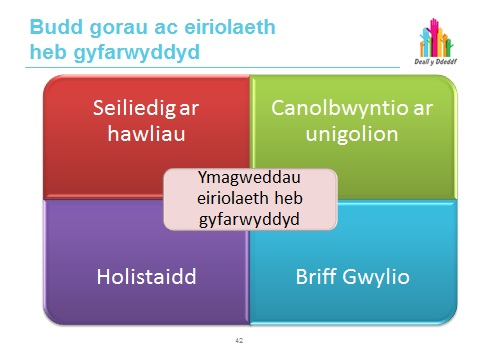 Budd gorau ac eiriolaeth
heb gyfarwyddyd
Deall y Ddeddf
Seiliedig ar
hawliau
Canolbwyntio ar
unigolion
Ymagweddau
eiriolaeth heb
gyfarwyddyd
Holistaidd
Briff Gwylio
42